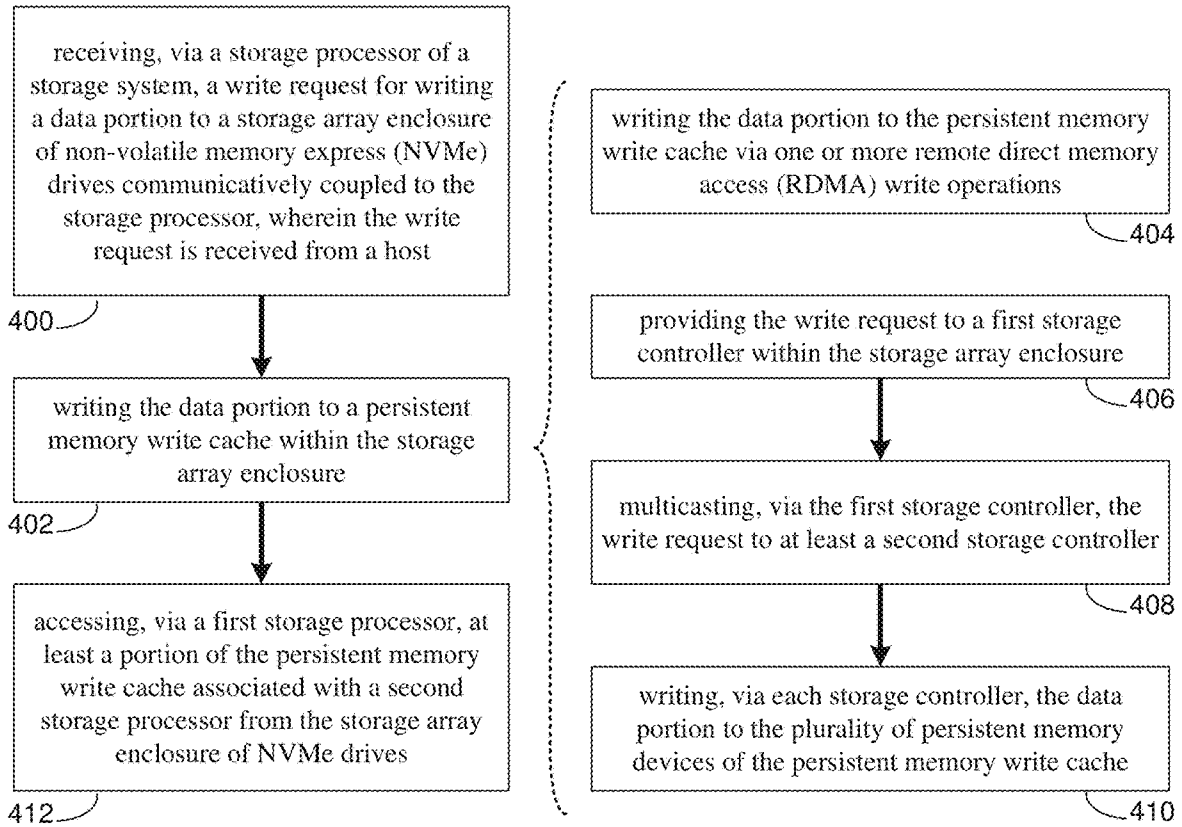 receiving, via a storage processor of a
storage system, a write request for writing
a data portion to a storage array enclosure
of non-volatile memory express (NVMe)
drives communicatively coupled to the
storage processor, wherein the write
request is received from a host
400
writing the data portion to a persistent
memory write cache within the storage
array enclosure
402
accessing, via a first storage processor, at
least a portion of the persistent memory
write cache associated with a second
storage processor from the storage array
enclosure of NVMe drives
412
writing the data portion to the persistent memory
write cache via one or more remote direct memory
access (RDMA) write operations
404
providing the write request to a first storage
controller within the storage array enclosure
406
multicasting, via the first storage controller, the
write request to at least a second storage controller
408
writing, via each storage controller, the data
portion to the plurality of persistent memory
devices of the persistent memory write cache
410